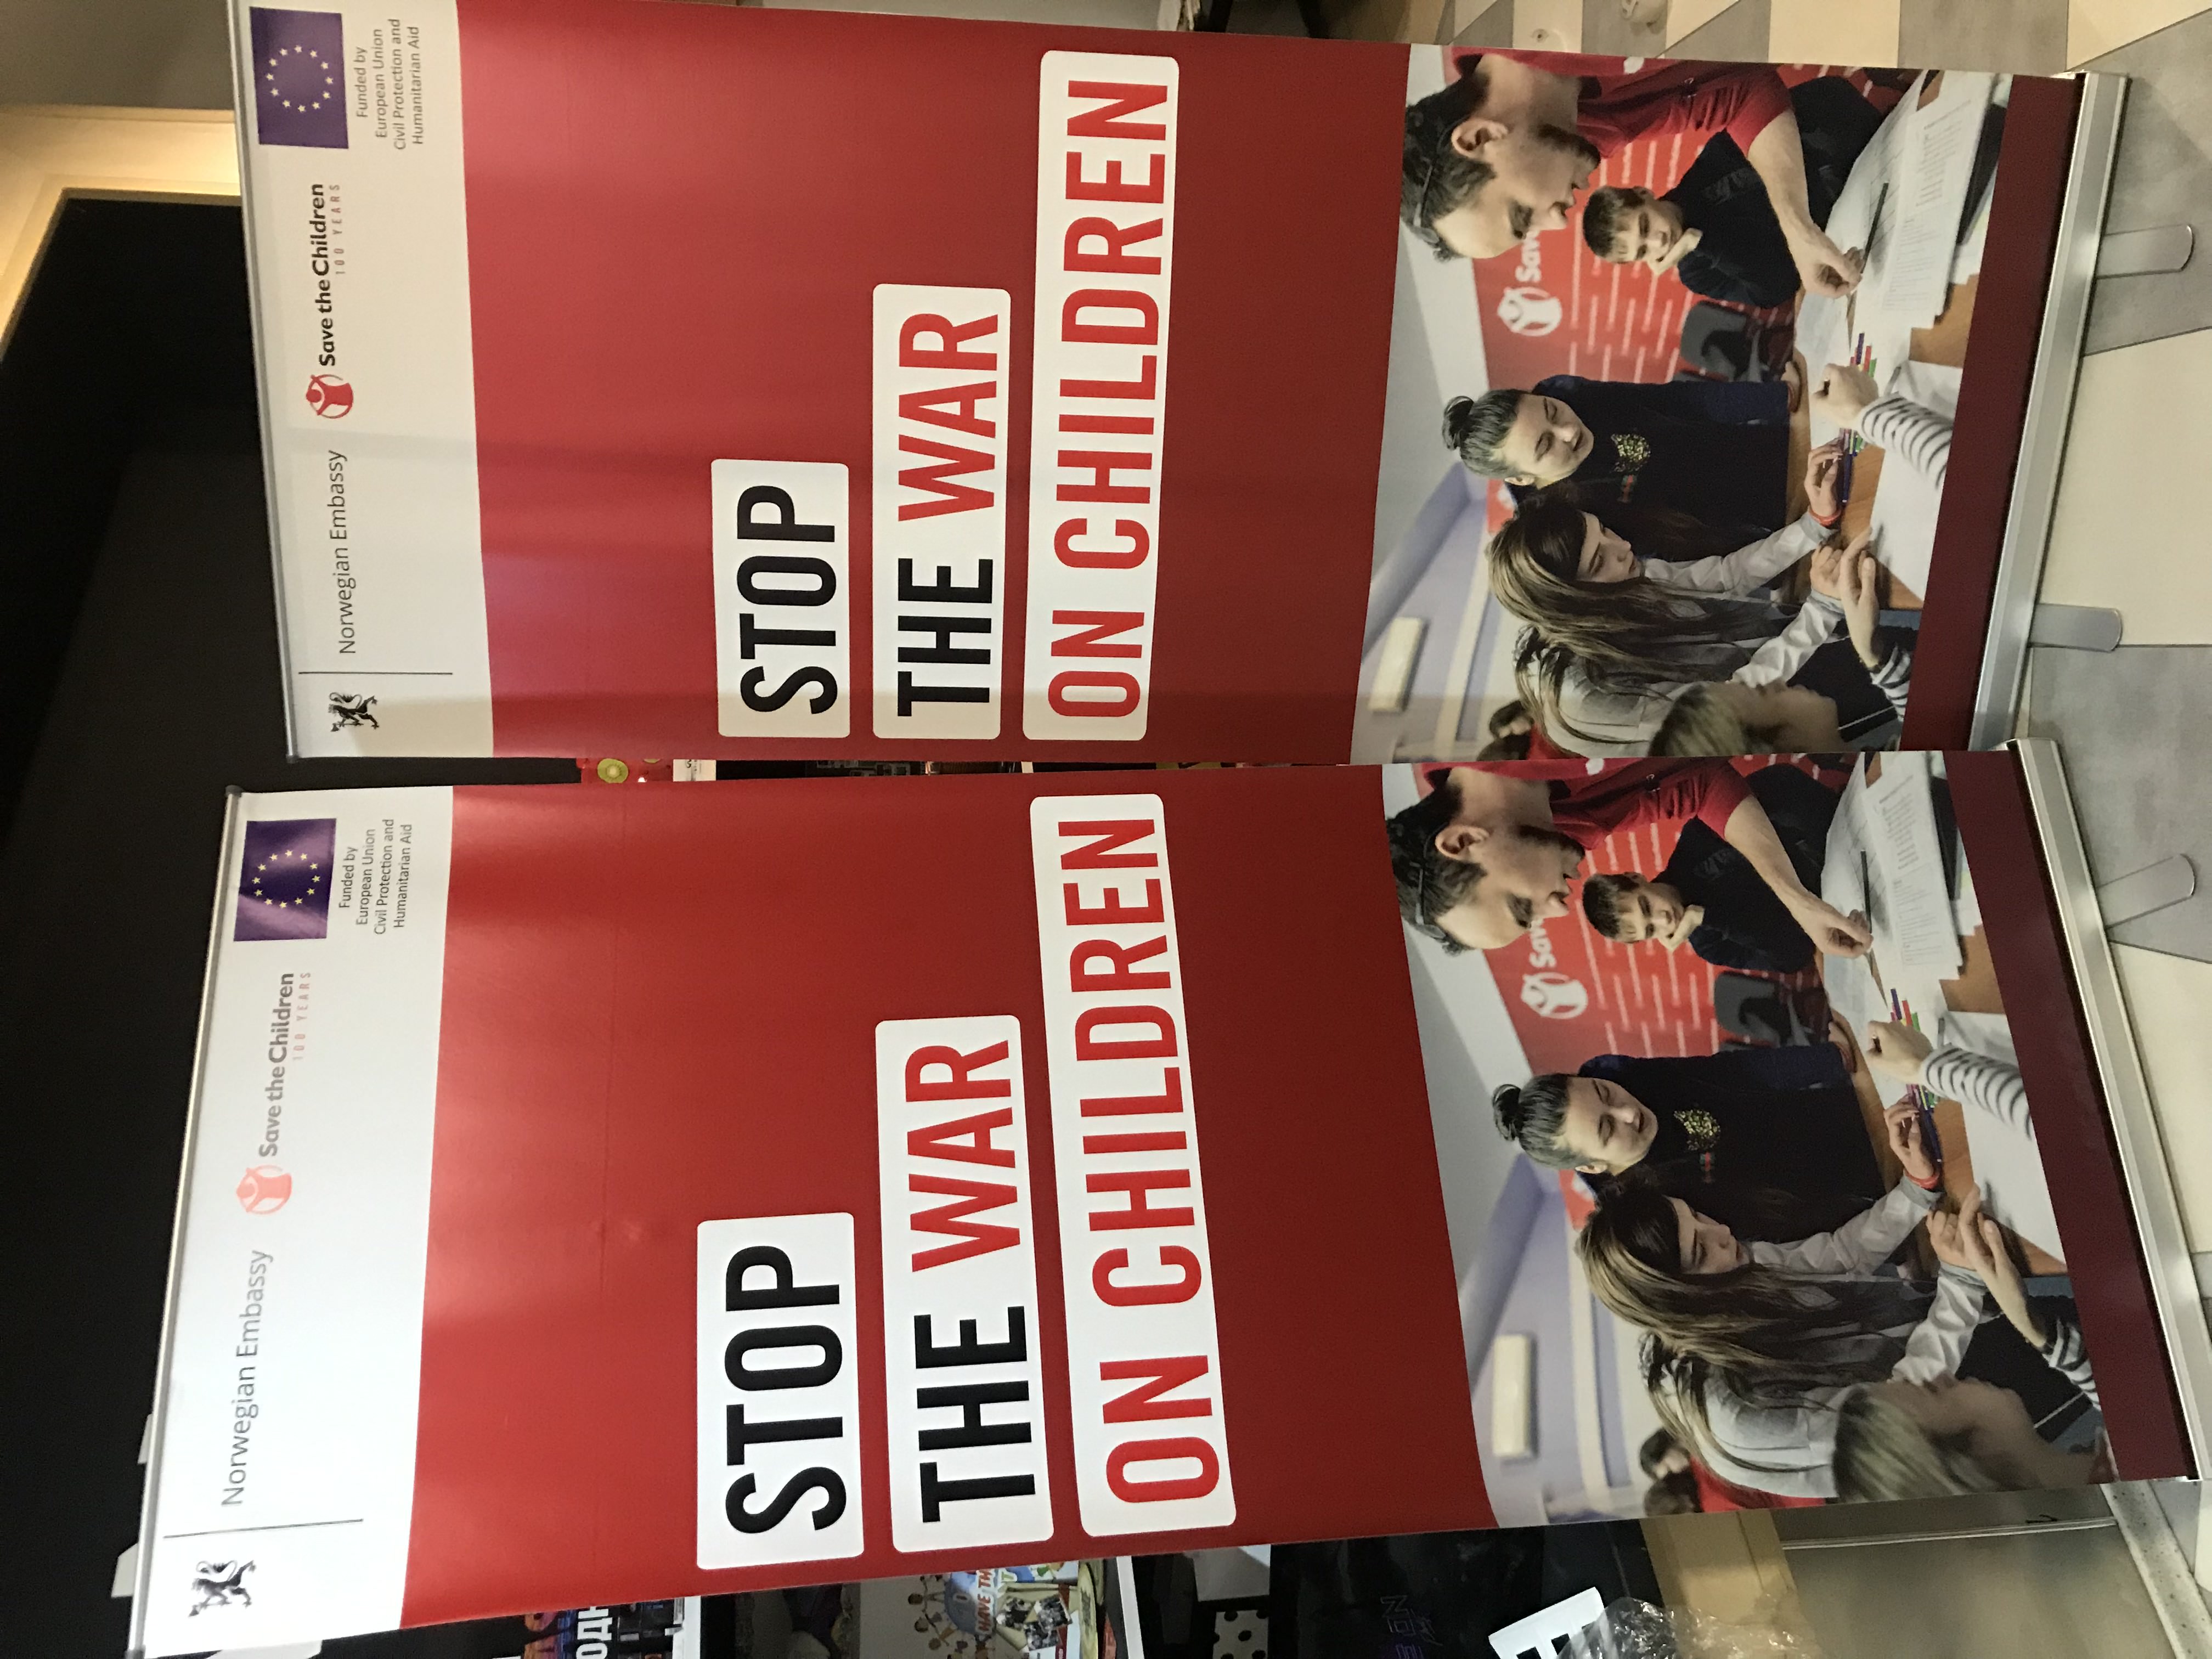 Norwegian Embassy
Save the Children
100 YEARS
Funded by
European Union
Civil Protection and
Humanitarian Aid
STOP
THE WAR
ON CHILDREN
Norwegian Embassy
Save the Children
100 YEARS
Funded by
European Union
Civil Protection and
Humanitarian Aid
STOP
THE WAR
ON CHILDREN
HAVE TH